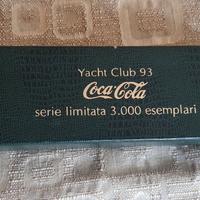 Yacht Club 93
Coca-Cola
serie limitata 3.000 esemplari